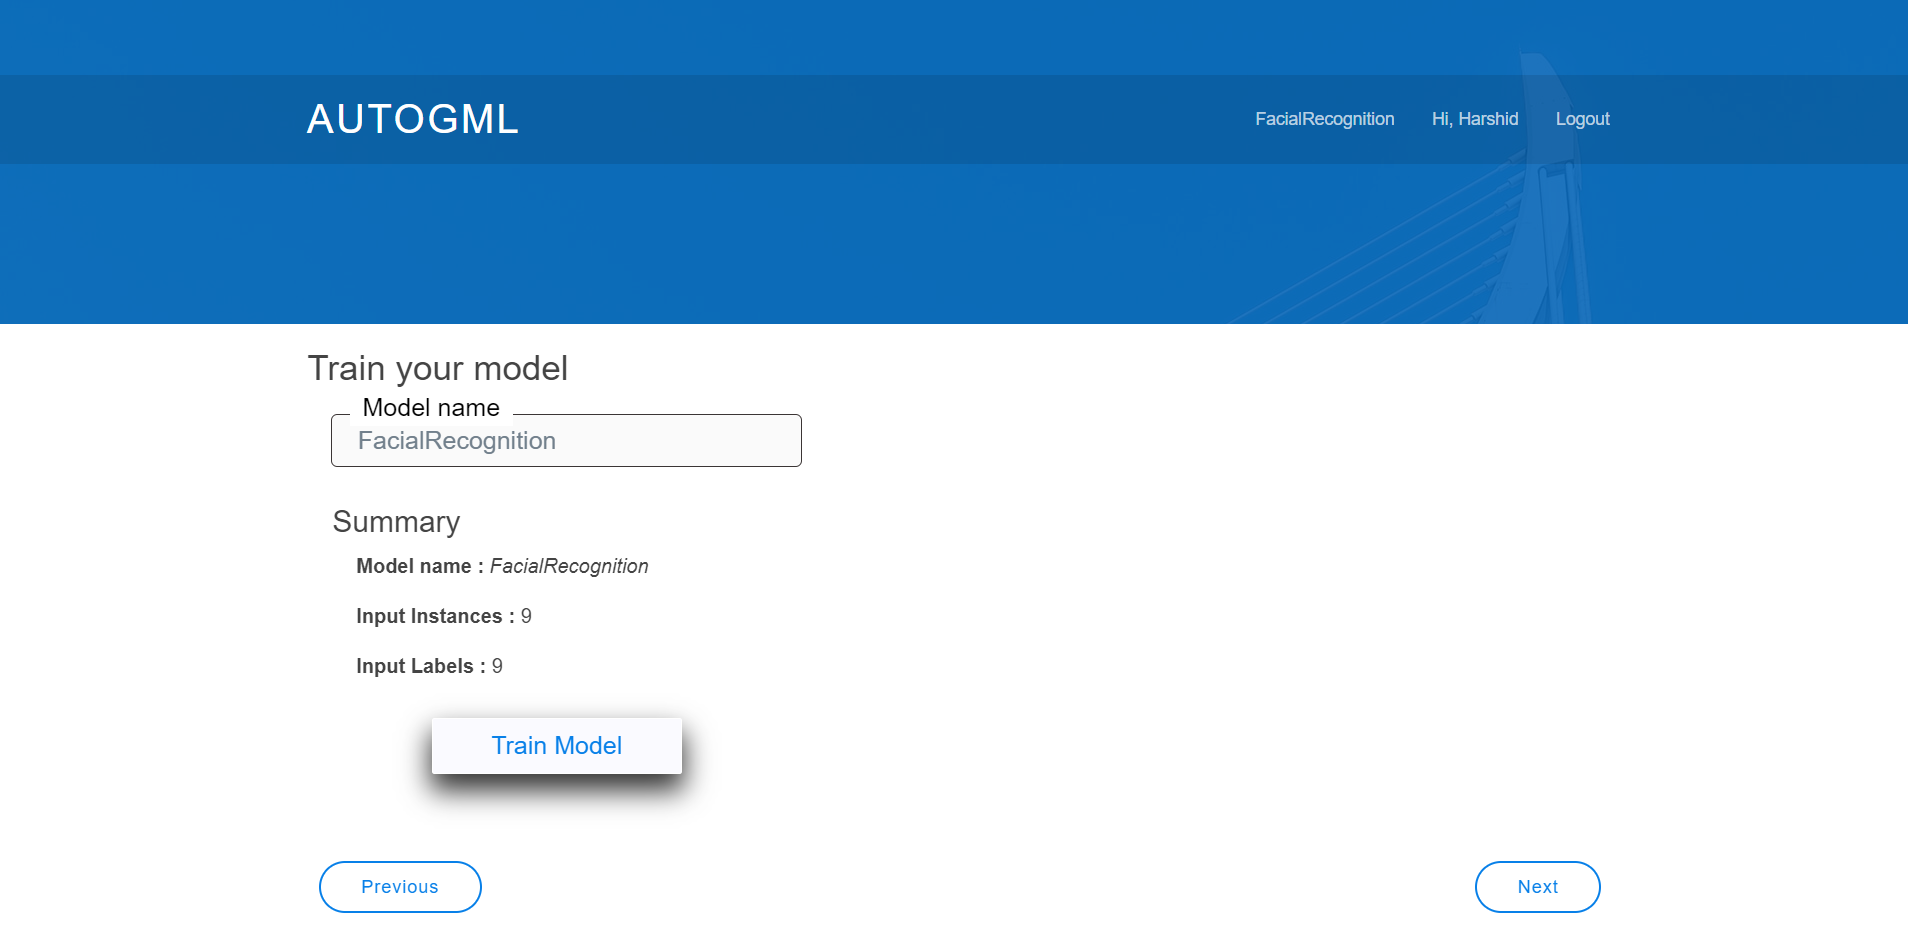 AUTOGML
FacialRecognition
Hi, Harshid
Logout
Train your model
Model name
FacialRecognition
Summary
Model name : FacialRecognition
Input Instances : 9
Input Labels : 9
Train Model
Previous
Next